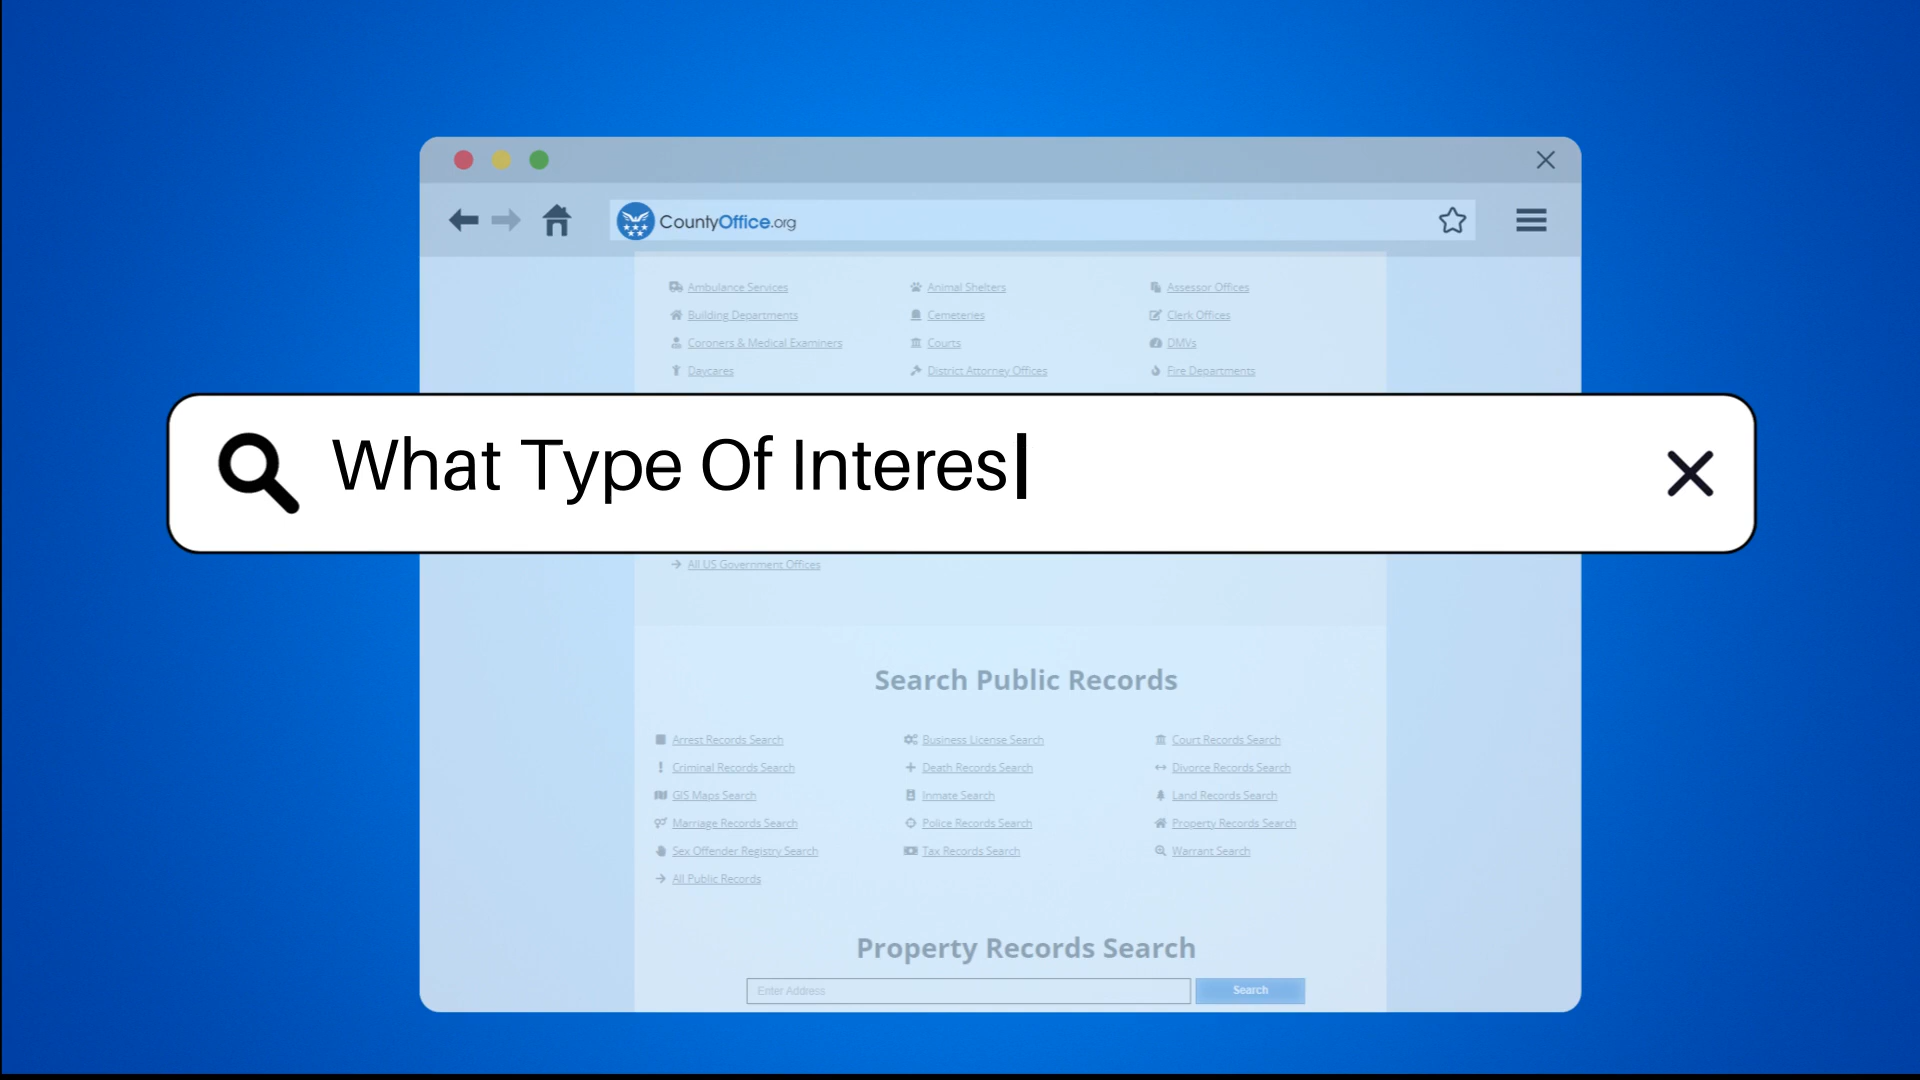 CountyOffice.org
Ambulance Services Animal Shelters Assessor Offices
Building Departments Cemeteries Clerk Offices
Coroners & Medical Examiners Courts DMVs
Daycares District Attorney Offices Fire Departments
What Type Of Interes
All US Government Offices
Search Public Records
Arrest Records Search Business License Search Court Records Search
Criminal Records Search Death Records Search Divorce Records Search
GIS Maps Search Inmate Search Land Records Search
Marriage Records Search Police Records Search Property Records Search
Sex Offender Registry Search Tax Records Search Warrant Search
All Public Records
Property Records Search
Enter Address Search